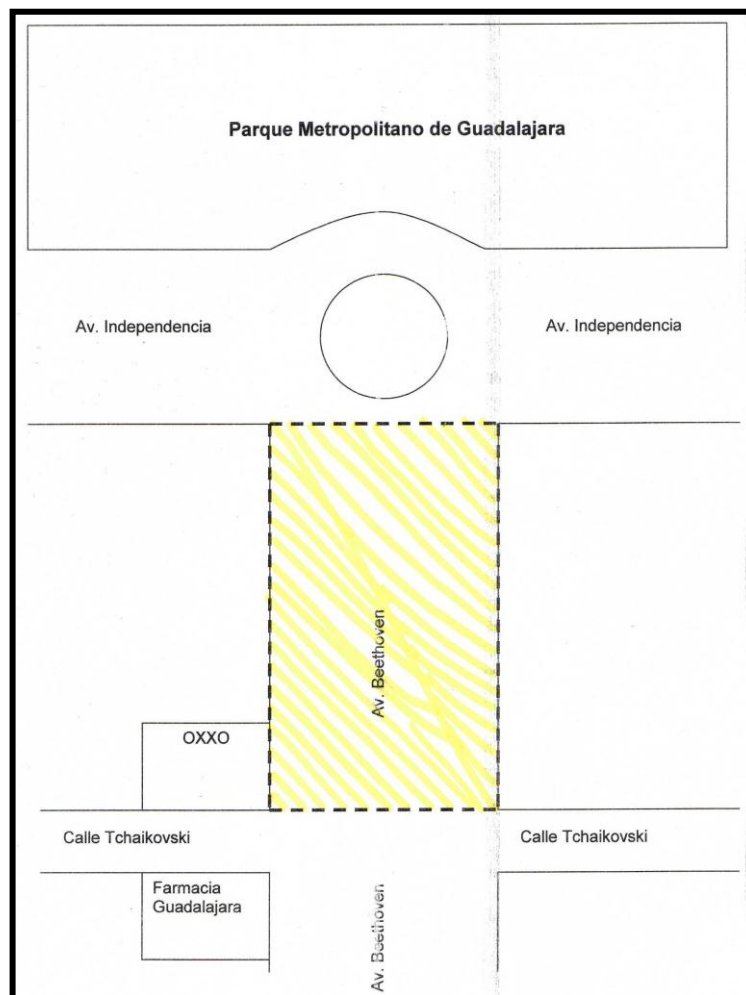 Parque Metropolitano de Guadalajara
Av. Independencia
Av. Independencia
Av. Beethoven
OXXO
Calle Tchaikovski
Calle Tchaikovski
Farmacia
Guadalajara
Av. Beethoven